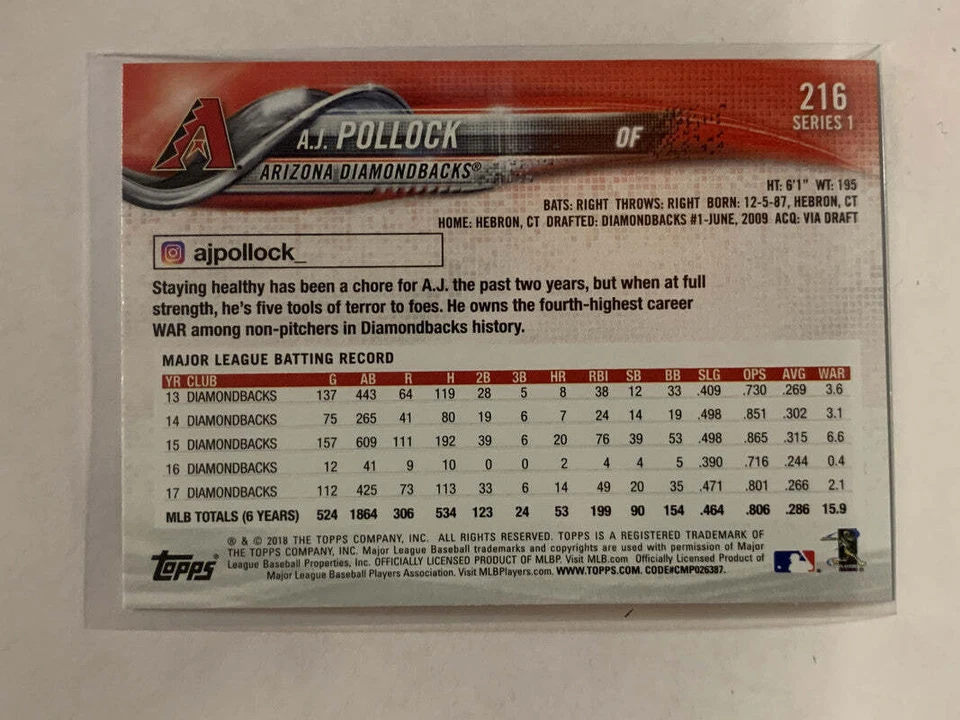 216
SERIES 1
A.J. POLLOCK OF
ARIZONA DIAMONDBACKS®
HT: 6'1" WT: 195
BATS: RIGHT THROWS: RIGHT BORN: 12-5-87, HEBRON, CT
HOME: HEBRON, CT DRAFTED: DIAMONDBACKS #1-JUNE, 2009 ACQ: VIA DRAFT
ajpollock_
Staying healthy has been a chore for A.J. the past two years, but when at full
strength, he's five tools of terror to foes. He owns the fourth-highest career
WAR among non-pitchers in Diamondbacks history.
MAJOR LEAGUE BATTING RECORD
YR CLUB G AB R H 2B 3B HR RBI SB BB SLG OPS AVG WAR
13 DIAMONDBACKS 137 443 64 119 28 5 8 38 12 33 .409 .730 .269 3.6
14 DIAMONDBACKS 75 265 41 80 19 6 7 24 14 19 .498 .851 .302 3.1
15 DIAMONDBACKS 157 609 111 192 39 6 20 76 39 53 .498 .865 .315 6.6
16 DIAMONDBACKS 12 41 9 10 0 0 2 4 4 5 .390 .716 .244 0.4
17 DIAMONDBACKS 112 425 73 113 33 6 14 49 20 35 .471 .801 .266 2.1
MLB TOTALS (6 YEARS) 524 1864 306 534 123 24 53 199 90 154 .464 .806 .286 15.9
® & © 2018 THE TOPPS COMPANY, INC. ALL RIGHTS RESERVED. TOPPS IS A REGISTERED TRADEMARK OF
THE TOPPS COMPANY, INC. Major League Baseball trademarks and copyrights are used with permission of Major
League Baseball Properties, Inc. OFFICIALLY LICENSED PRODUCT OF MLBP. Visit MLB.com Officially Licensed Product of
Major League Baseball Players Association. Visit MLBPlayers.com. WWW.TOPPS.COM. CODE#CMP026387.
Topps